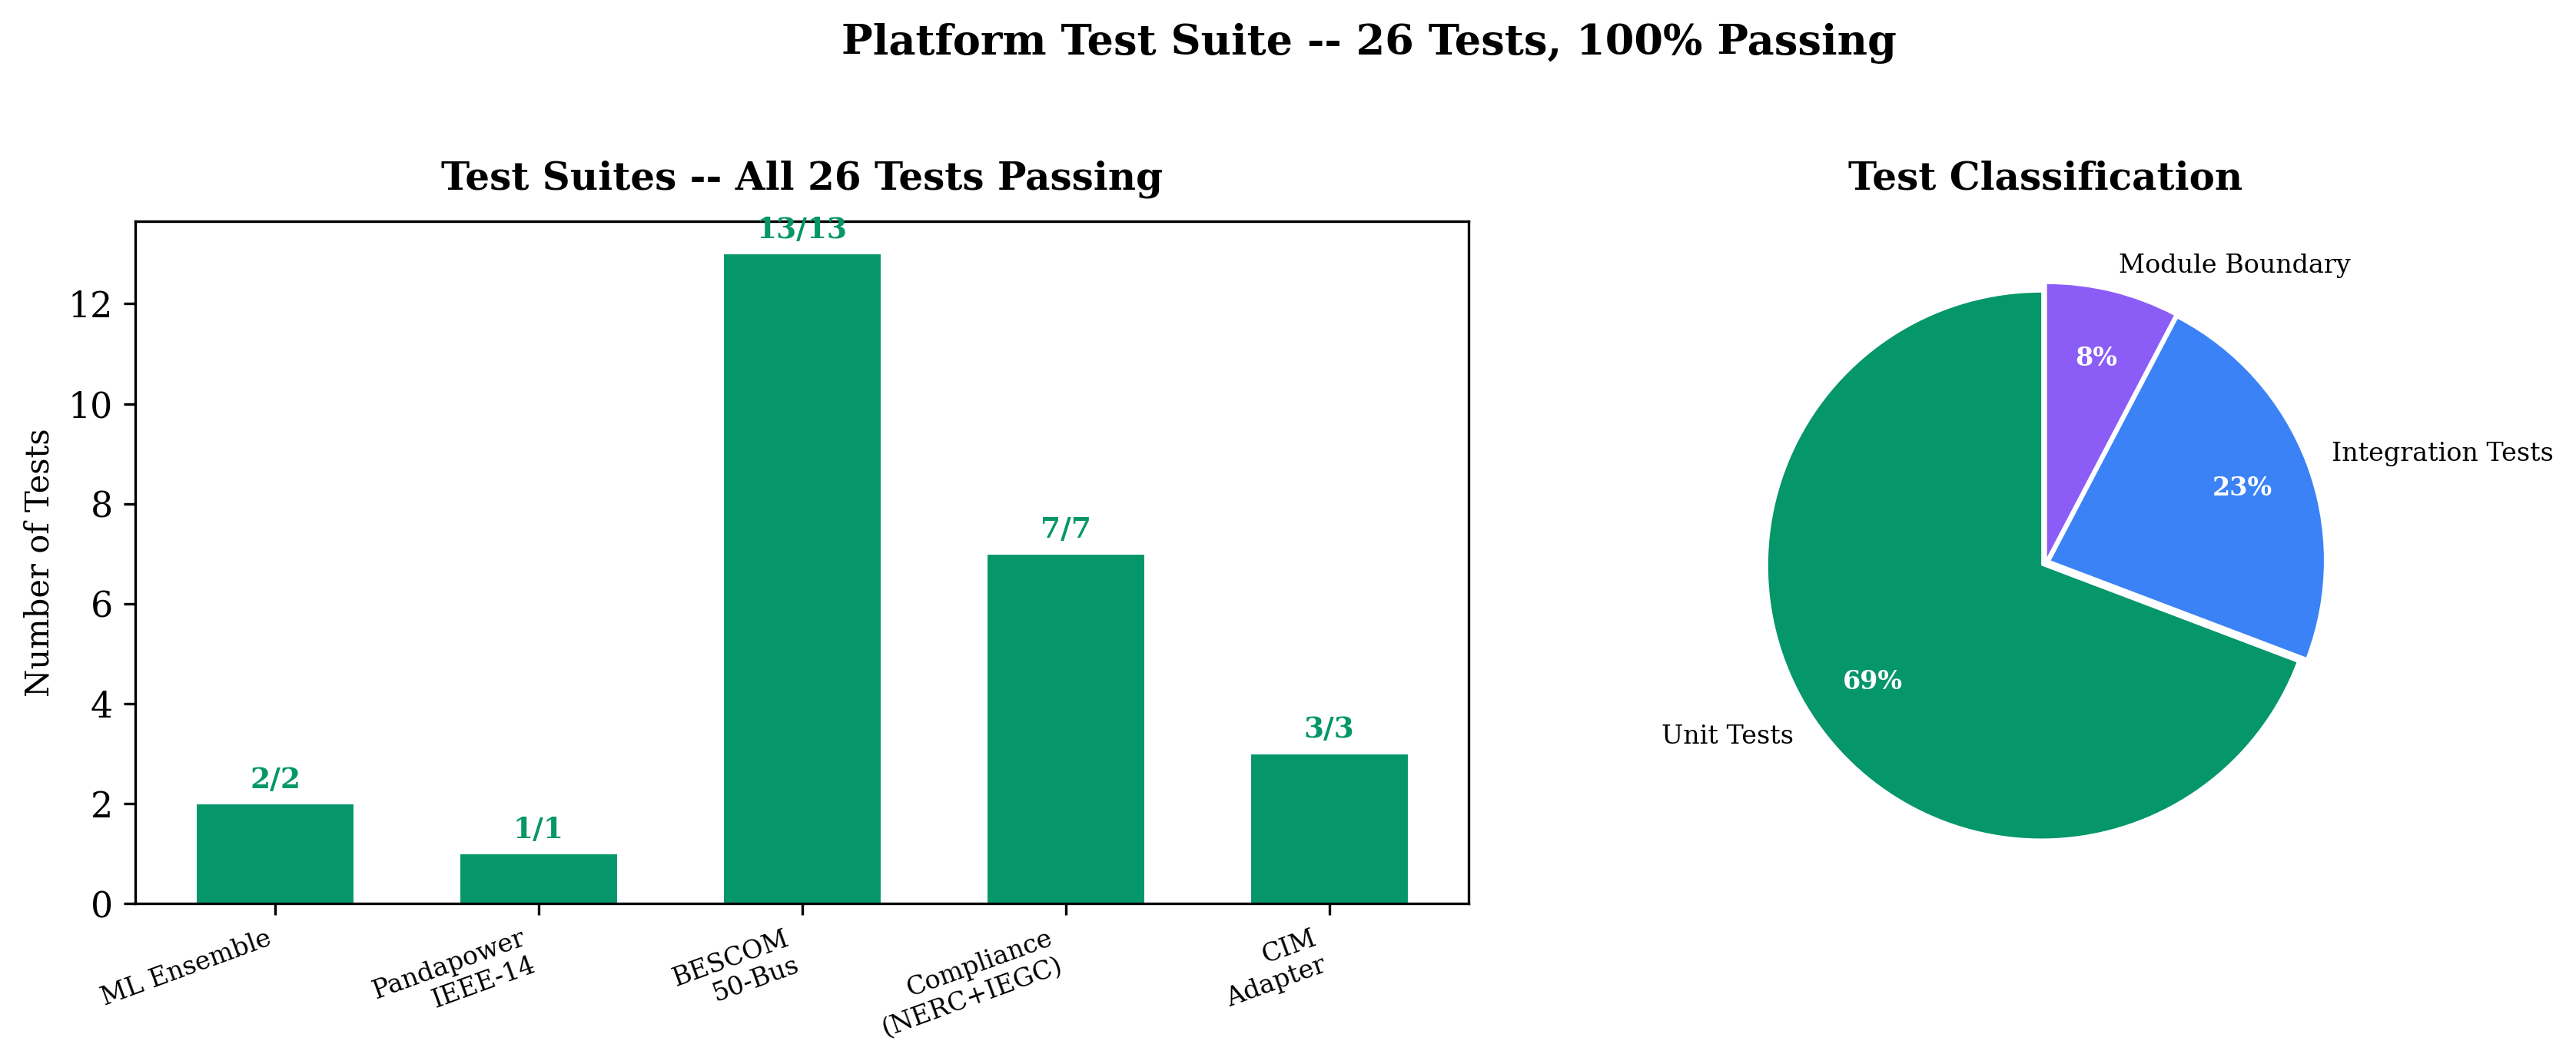 Platform Test Suite -- 26 Tests, 100% Passing
Test Suites -- All 26 Tests Passing
Number of Tests
12
10
8
6
4
2
0
2/2
1/1
13/13
7/7
3/3
ML Ensemble
Pandapower
IEEE-14
BESCOM
50-Bus
Compliance
(NERC+IEGC)
CIM
Adapter
Test Classification
Module Boundary
8%
Integration Tests
23%
69%
Unit Tests